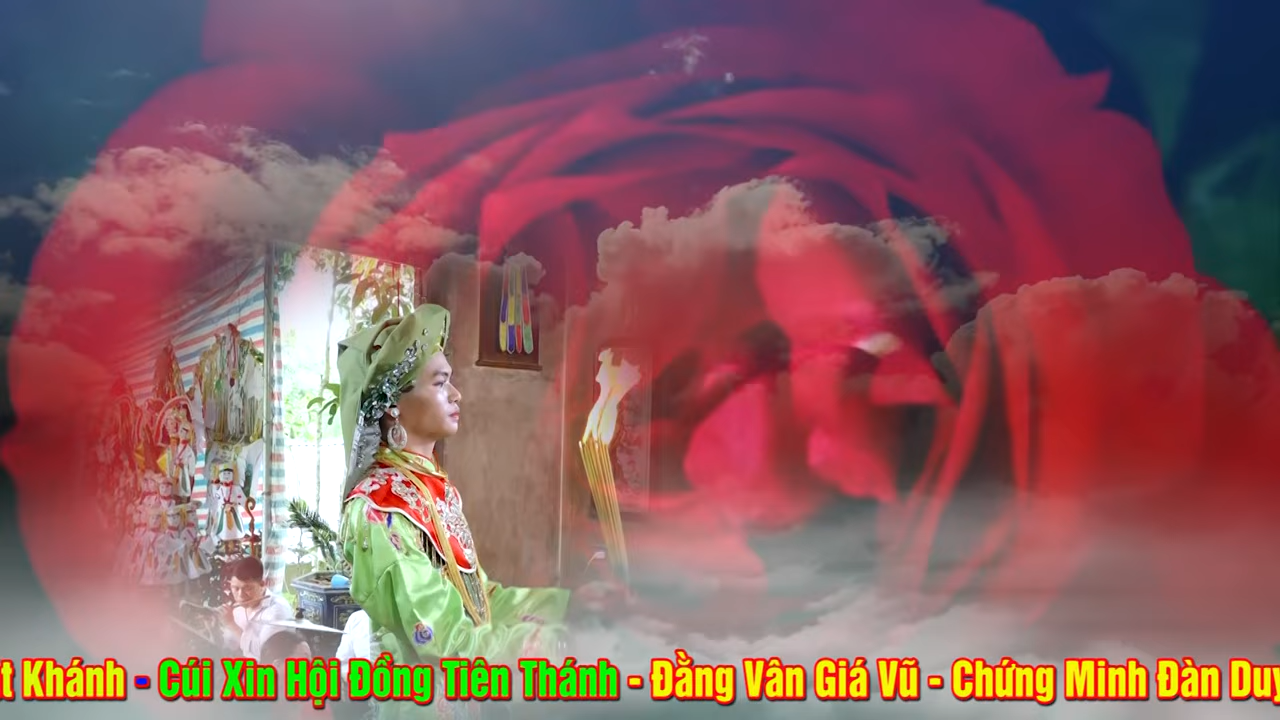 Khánh - Cúi Xin Hội Đồng Tiên Thánh - Đằng Vân Giá Vũ - Chứng Minh Đàn